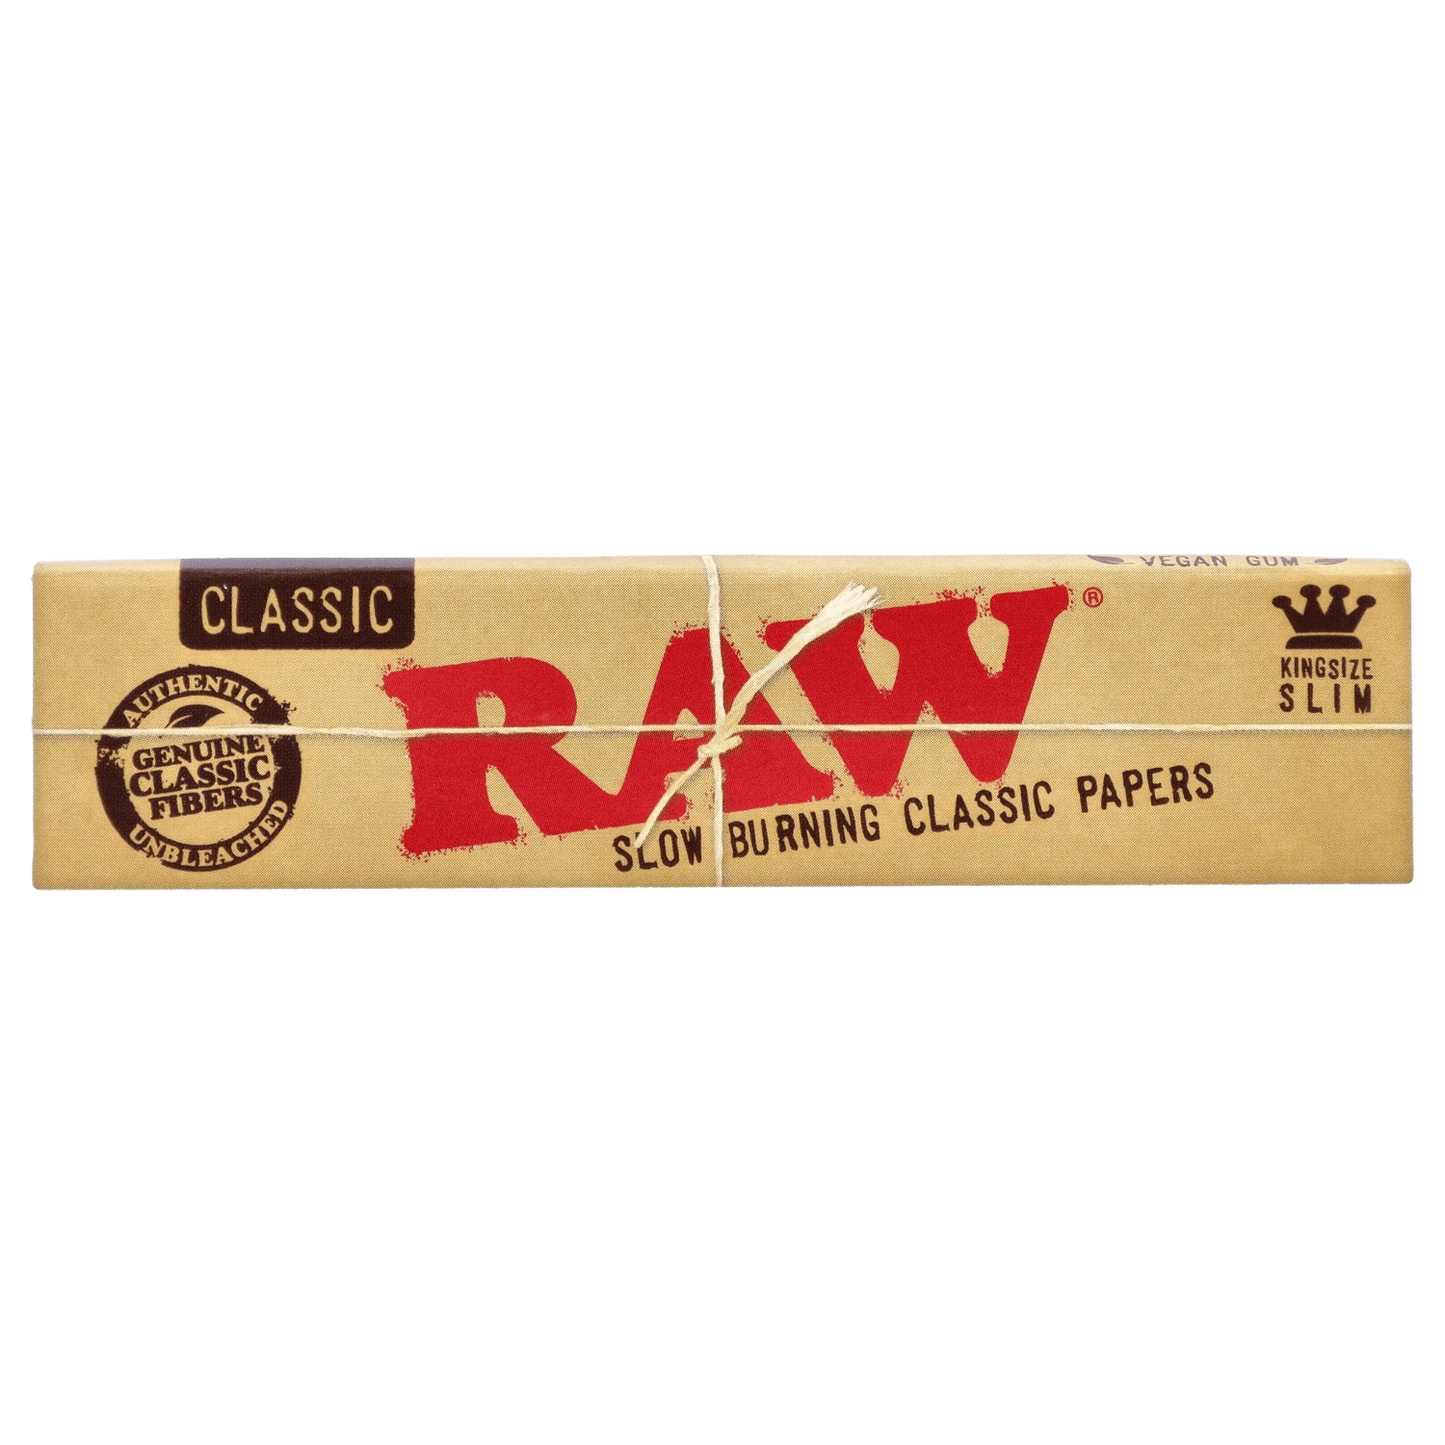 VEGAN GUM
CLASSIC
RAW®
KINGSIZE
SLIM
AUTHENTIC
GENUINE
CLASSIC
FIBERS
UNBLEACHED
SLOW BURNING CLASSIC PAPERS